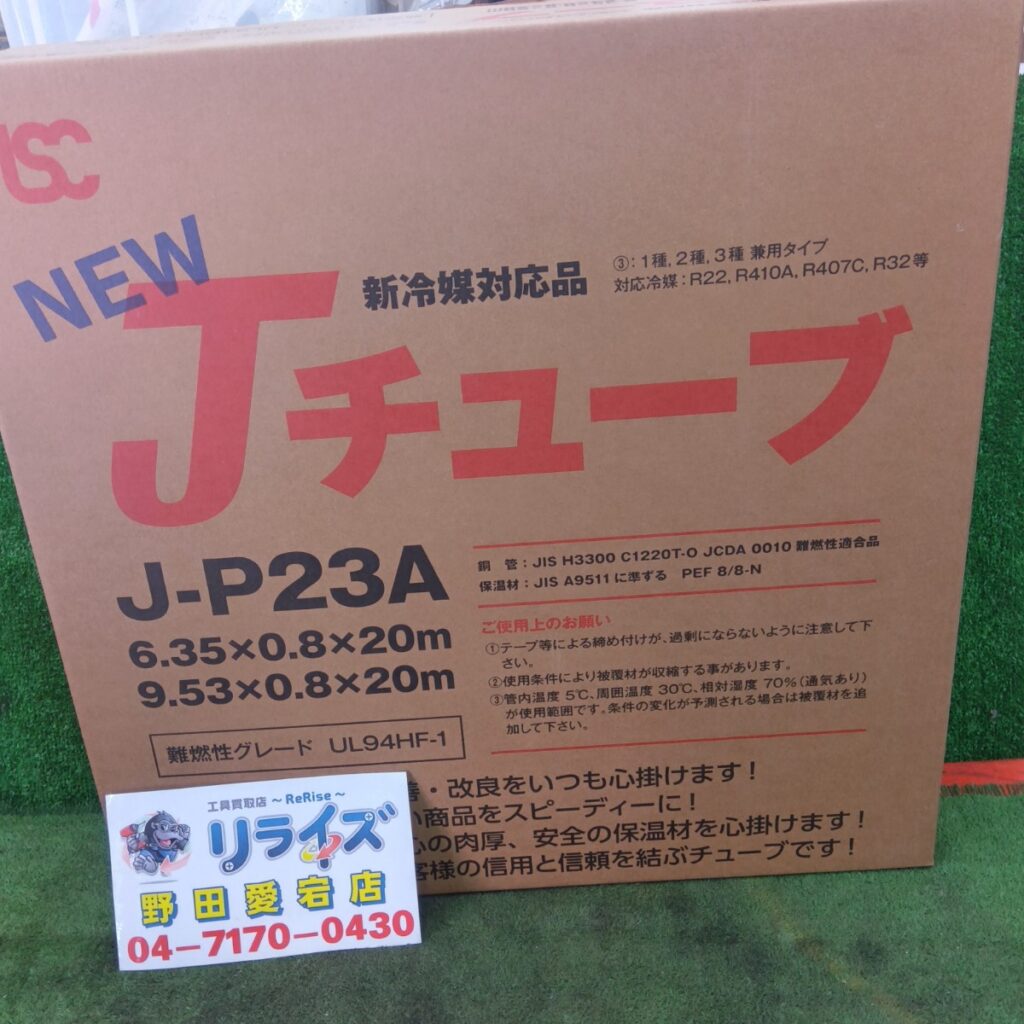 NEW
新冷媒対応品
③:1種, 2種, 3種 兼用タイプ
対応冷媒:R22, R410A, R407C, R32等
Jチューブ
J-P23A
6.35×0.8×20m
9.53×0.8×20m
難燃性グレード UL94HF-1
銅 管:JIS H3300 C1220T-O JCDA 0010 難燃性適合品
保温材:JIS A9511 に準ずる PEF 8/8-N
ご使用上のお願い
①テープ等による締め付けが、過剰にならないように注意して下
さい。
②使用条件により被覆材が収縮する事があります。
③管内温度 5℃、周囲温度 30℃、相対湿度 70%(通気あり)
が使用範囲です。条件の変化が予測される場合は被覆材を追
加して下さい。
・改良をいつも心掛けます!
商品をスピーディーに!
の肉厚、安全の保温材を心掛けます!
客様の信用と信頼を結ぶチューブです!
工具買取店 ~ReRise~
リライズ
野田愛宕店
04-7170-0430